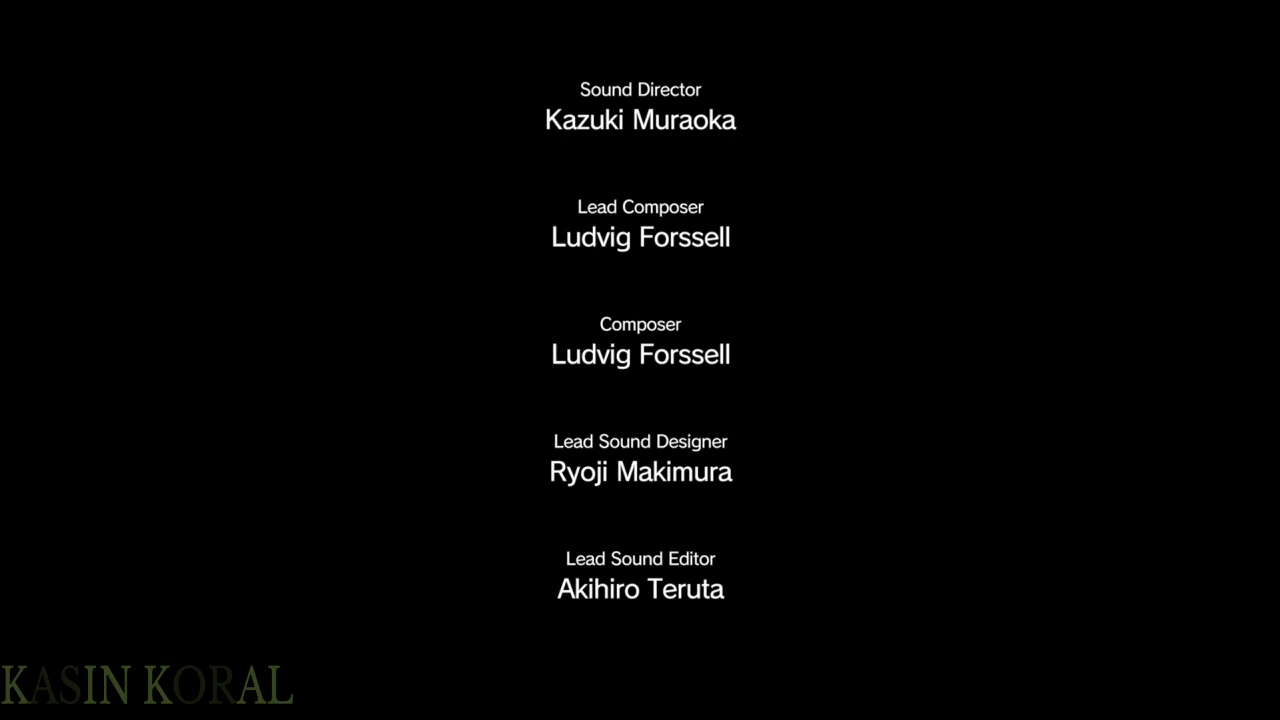 Sound Director
Kazuki Muraoka
Lead Composer
Ludvig Forssell
Composer
Ludvig Forssell
Lead Sound Designer
Ryoji Makimura
Lead Sound Editor
Akihiro Teruta
KASIN KORAL